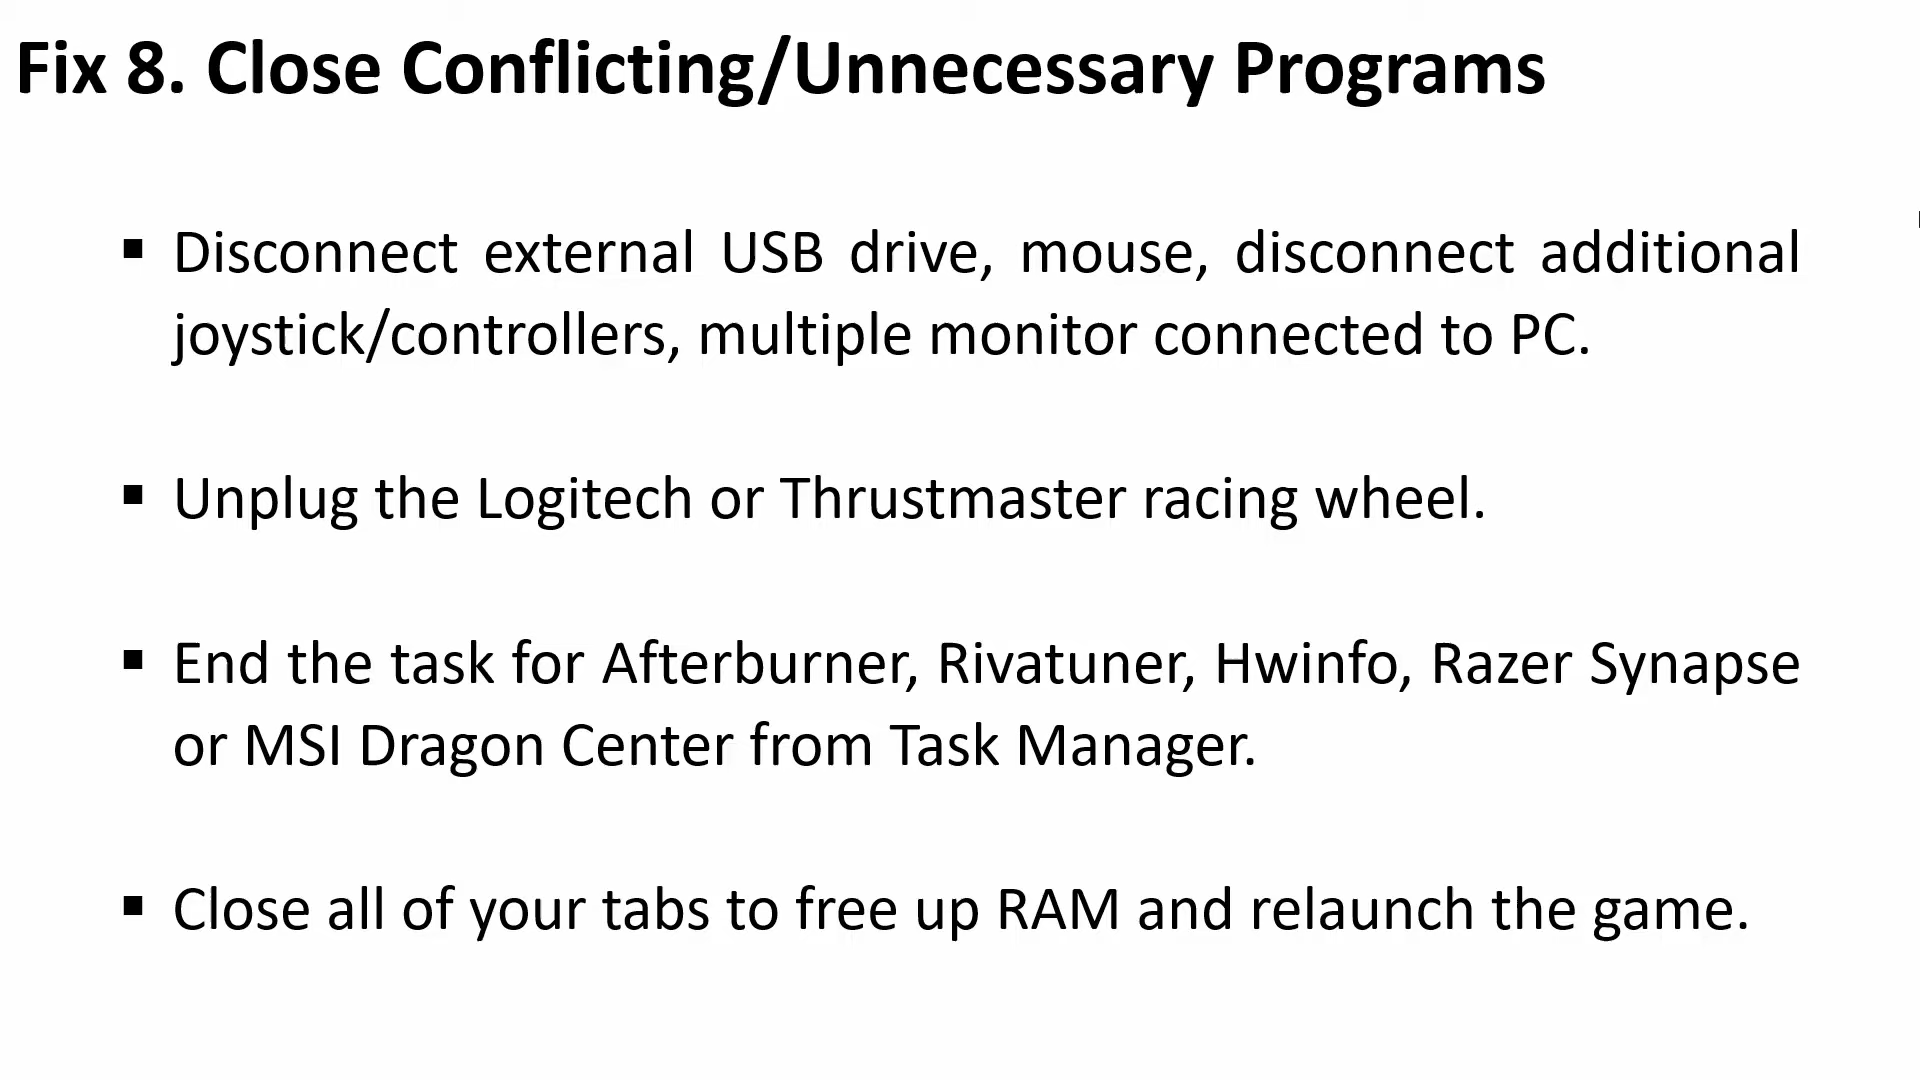 Fix 8. Close Conflicting/Unnecessary Programs
▪ Disconnect external USB drive, mouse, disconnect additional
joystick/controllers, multiple monitor connected to PC.
▪ Unplug the Logitech or Thrustmaster racing wheel.
▪ End the task for Afterburner, Rivatuner, Hwinfo, Razer Synapse
or MSI Dragon Center from Task Manager.
▪ Close all of your tabs to free up RAM and relaunch the game.